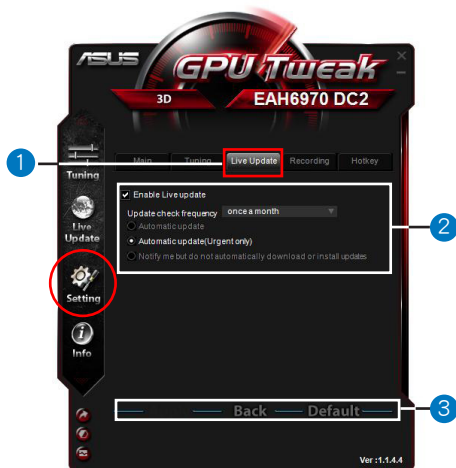 ASUS
GPU Tweak
3D
EAH6970 DC2
1
Main Tuning Live Update Recording Hotkey
Tuning
Enable Live update
Update check frequency once a month
Automatic update
Automatic update(Urgent only)
Notify me but do not automatically download or install updates
2
Live
Update
Setting
Info
Back Default
3
Ver :1.1.4.4